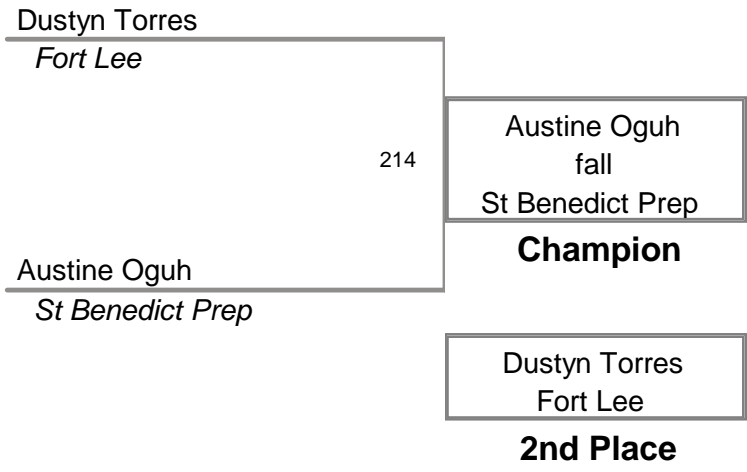 Dustyn Torres
Fort Lee
214
Austine Oguh
fall
St Benedict Prep
Champion
Austine Oguh
St Benedict Prep
Dustyn Torres
Fort Lee
2nd Place